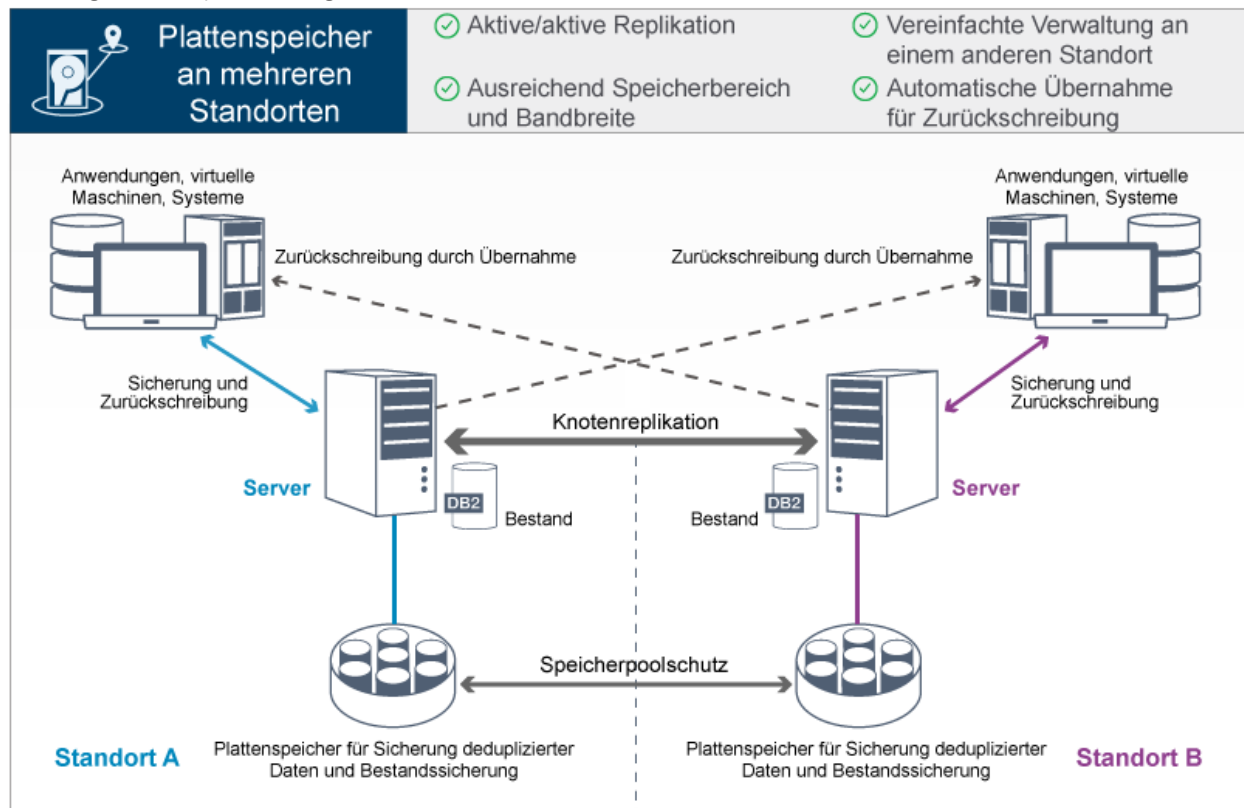 Plattenspeicher
an mehreren
Standorten
Aktive/aktive Replikation
Ausreichend Speicherbereich
und Bandbreite
Vereinfachte Verwaltung an
einem anderen Standort
Automatische Übernahme
für Zurückschreibung
Anwendungen, virtuelle
Maschinen, Systeme
Anwendungen, virtuelle
Maschinen, Systeme
Zurückschreibung durch Übernahme
Zurückschreibung durch Übernahme
Sicherung und
Zurückschreibung
Sicherung und
Zurückschreibung
Knotenreplikation
Server
DB2
Bestand
Bestand
DB2
Server
Speicherpoolschutz
Standort A
Plattenspeicher für Sicherung deduplizierter
Daten und Bestandssicherung
Plattenspeicher für Sicherung deduplizierter
Daten und Bestandssicherung
Standort B